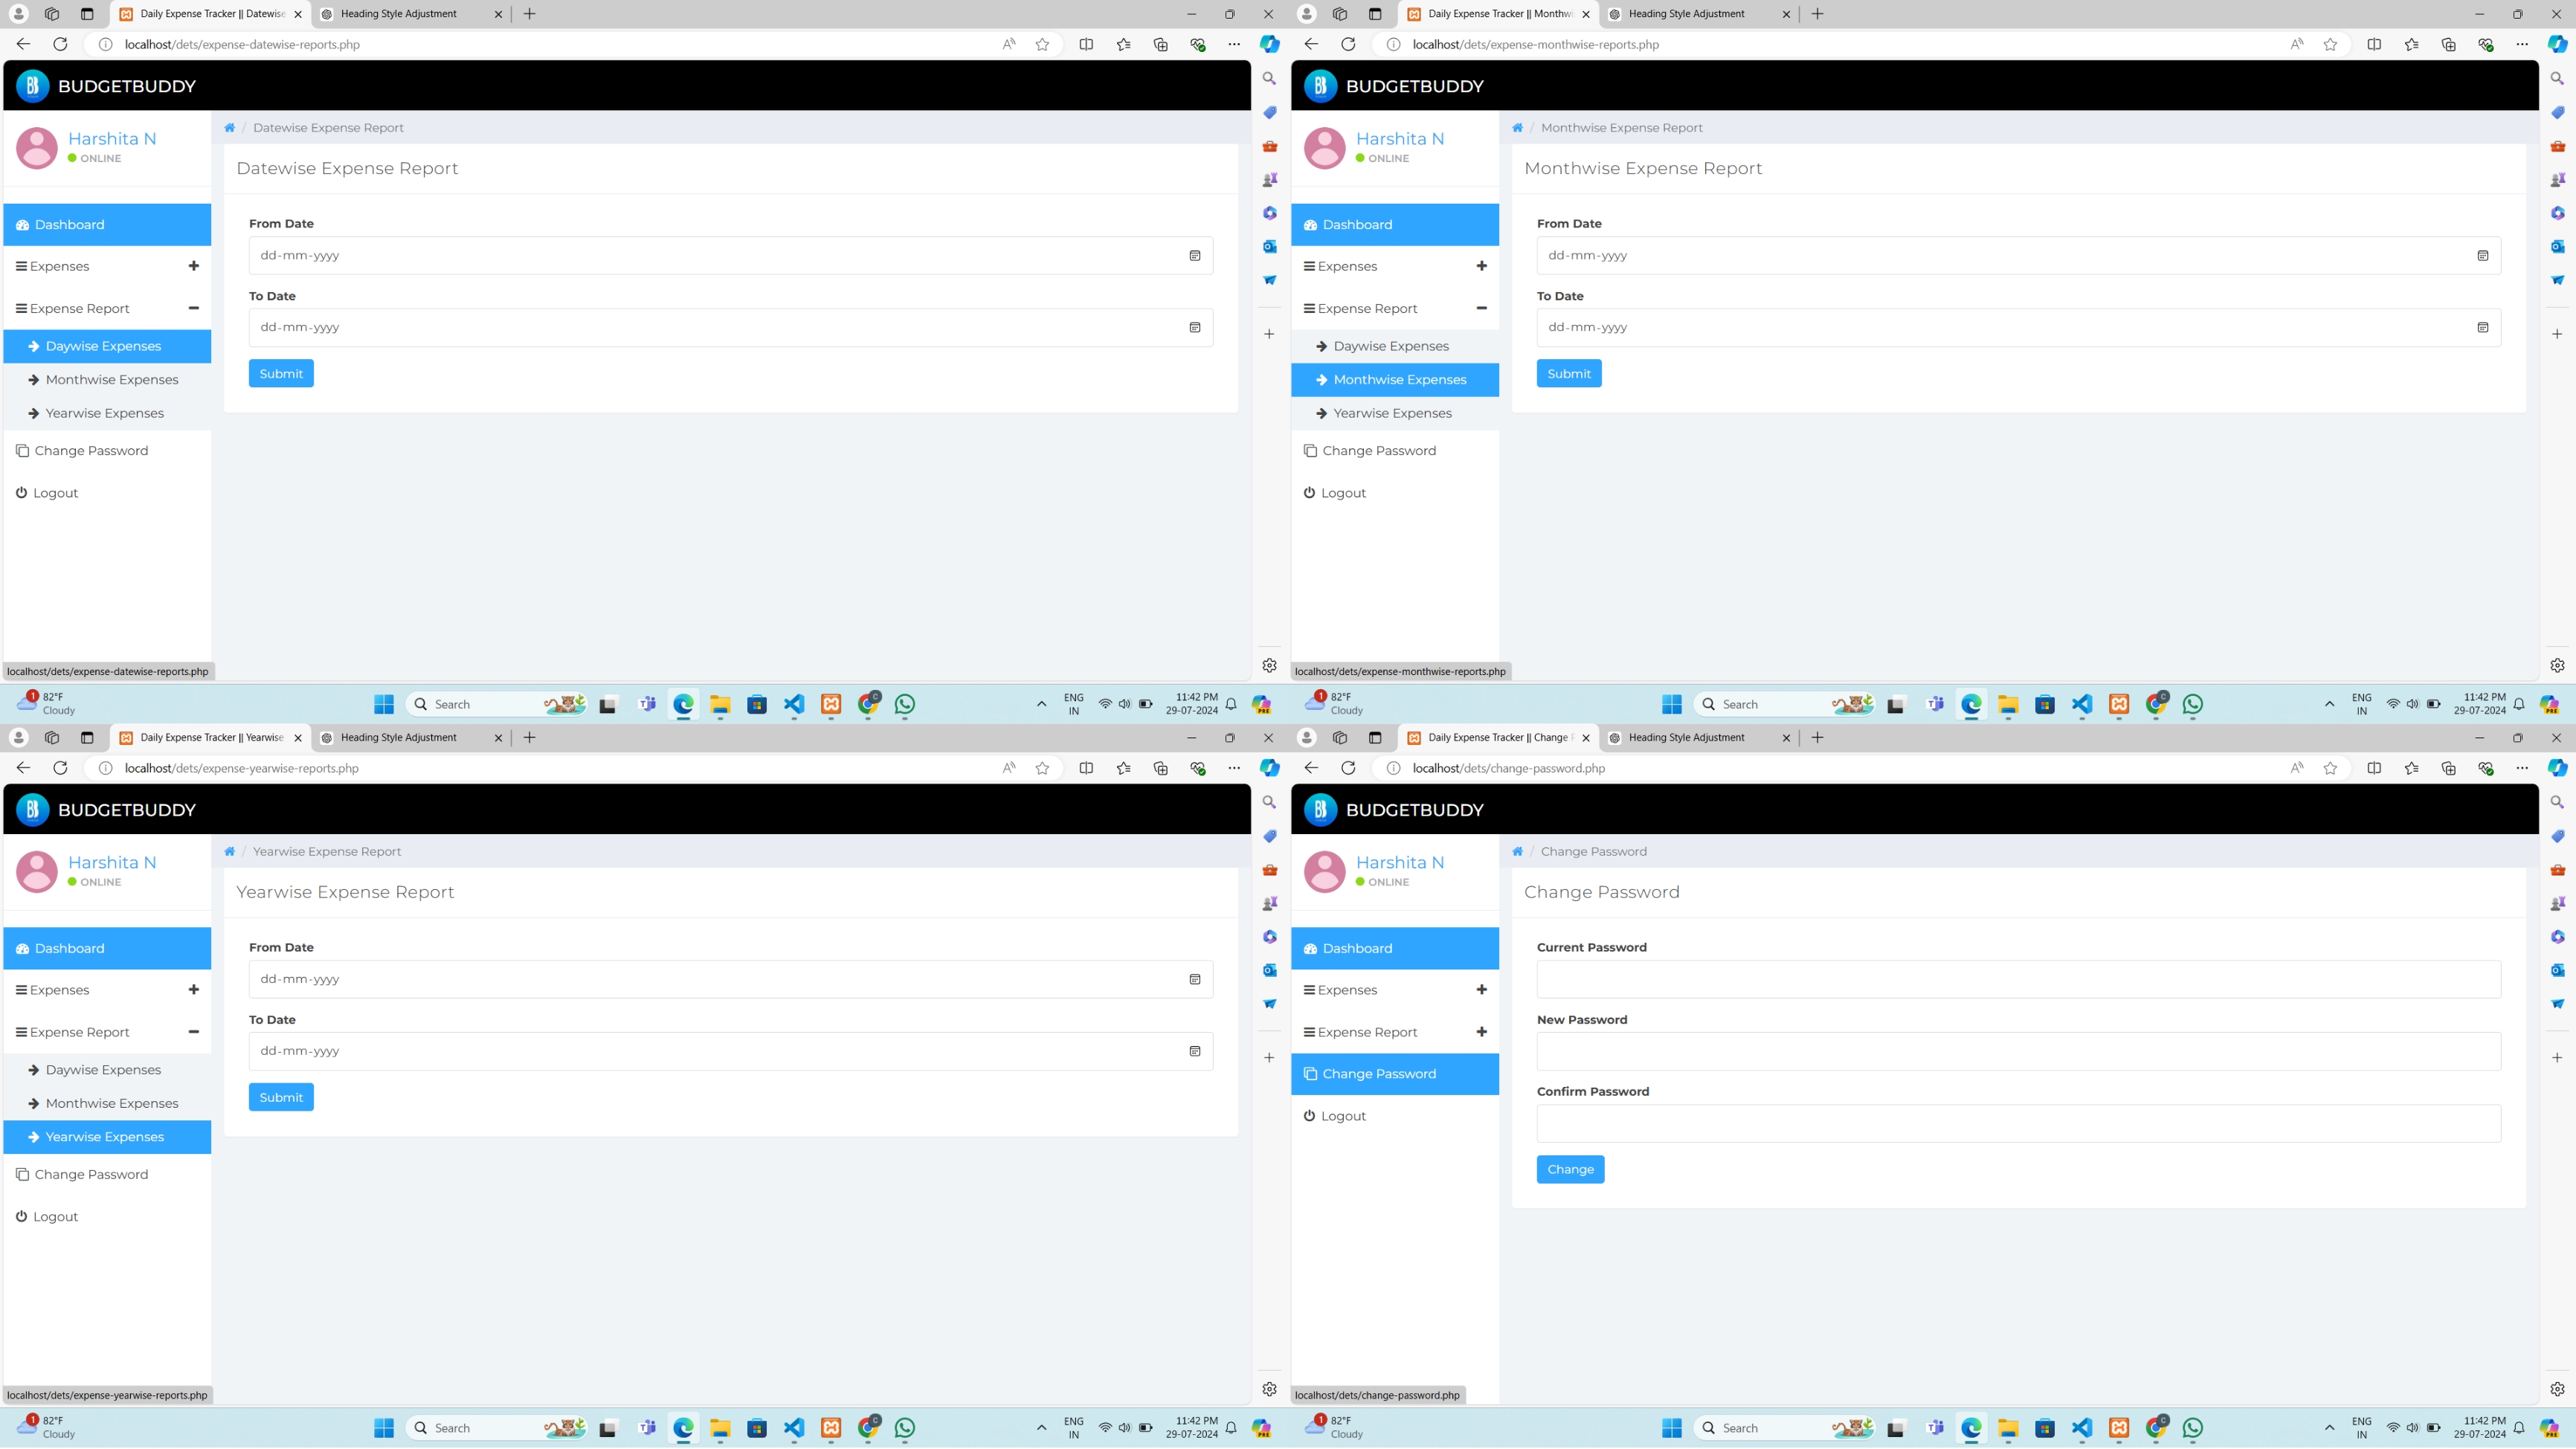 Daily Expense Tracker || Datewise
Heading Style Adjustment
localhost/dets/expense-datewise-reports.php
BUDGETBUDDY
Harshita N
ONLINE
Datewise Expense Report
Datewise Expense Report
Dashboard
Expenses
Expense Report
Daywise Expenses
Monthwise Expenses
Yearwise Expenses
Change Password
Logout
From Date
dd-mm-yyyy
To Date
dd-mm-yyyy
Submit
localhost/dets/expense-datewise-reports.php
1
82°F
Cloudy
Search
C
ENG
IN
11:42 PM
29-07-2024
PRE
Daily Expense Tracker || Monthwi
Heading Style Adjustment
localhost/dets/expense-monthwise-reports.php
BUDGETBUDDY
Harshita N
ONLINE
Monthwise Expense Report
Monthwise Expense Report
Dashboard
Expenses
Expense Report
Daywise Expenses
Monthwise Expenses
Yearwise Expenses
Change Password
Logout
From Date
dd-mm-yyyy
To Date
dd-mm-yyyy
Submit
localhost/dets/expense-monthwise-reports.php
1
82°F
Cloudy
Search
C
ENG
IN
11:42 PM
29-07-2024
PRE
Daily Expense Tracker || Yearwise
Heading Style Adjustment
localhost/dets/expense-yearwise-reports.php
BUDGETBUDDY
Harshita N
ONLINE
Yearwise Expense Report
Yearwise Expense Report
Dashboard
Expenses
Expense Report
Daywise Expenses
Monthwise Expenses
Yearwise Expenses
Change Password
Logout
From Date
dd-mm-yyyy
To Date
dd-mm-yyyy
Submit
localhost/dets/expense-yearwise-reports.php
1
82°F
Cloudy
Search
C
ENG
IN
11:42 PM
29-07-2024
PRE
Daily Expense Tracker || Change P
Heading Style Adjustment
localhost/dets/change-password.php
BUDGETBUDDY
Harshita N
ONLINE
Change Password
Change Password
Dashboard
Expenses
Expense Report
Change Password
Logout
Current Password
New Password
Confirm Password
Change
localhost/dets/change-password.php
1
82°F
Cloudy
Search
C
ENG
IN
11:42 PM
29-07-2024
PRE